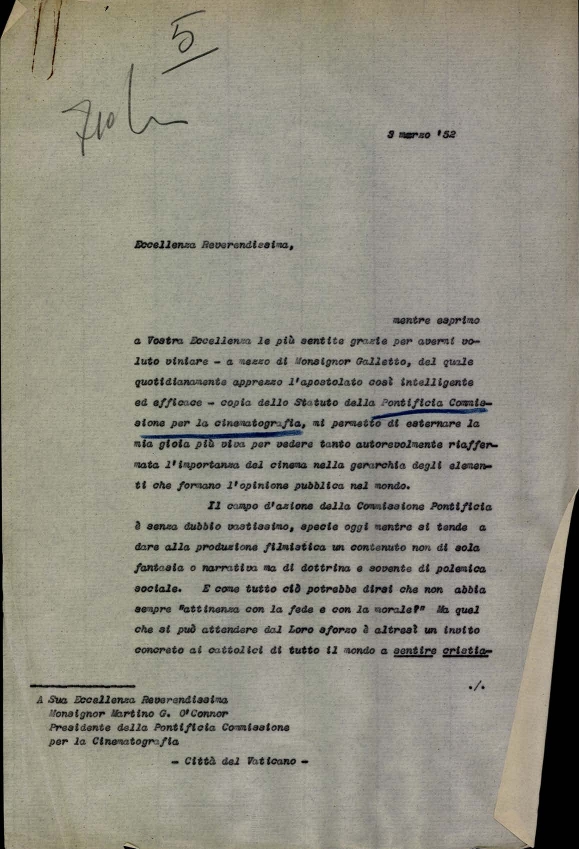 5
3 marzo '52
Eccellenza Reverendissima,
mentre esprimo
a Vostra Eccellenza le più sentite grazie per avermi vo-
luto viniare - a mezzo di Monsignor Galletto, del quale
quotidianamente apprezzo l'apostolato così intelligente
ed efficace - copia dello Statuto della Pontificia Commis-
sione per la cinematografia, mi permetto di esternare la
mia gioia più viva per vedere tanto autorevolmente riaffer-
mata l'importanza del cinema nella gerarchia degli elemen-
ti che formano l'opinione pubblica nel mondo.
Il campo d'azione della Commissione Pontificia
è senza dubbio vastissimo, specie oggi mentre si tende a
dare alla produzione filmistica un contenuto non di sola
fantasia o narrativa ma di dottrina e sovente di polemica
sociale. E come tutto ciò potrebbe dirsi che non abbia
sempre "attinenza con la fede e con la morale?" Ma quel
che si può attendere dal Loro sforzo è altresì un invito
concreto ai cattolici di tutto il mondo a sentire cristia-
./.
A Sua Eccellenza Reverendissima
Monsignor Martino G. O'Connor
Presidente della Pontificia Commissione
per la Cinematografia
- Città del Vaticano -